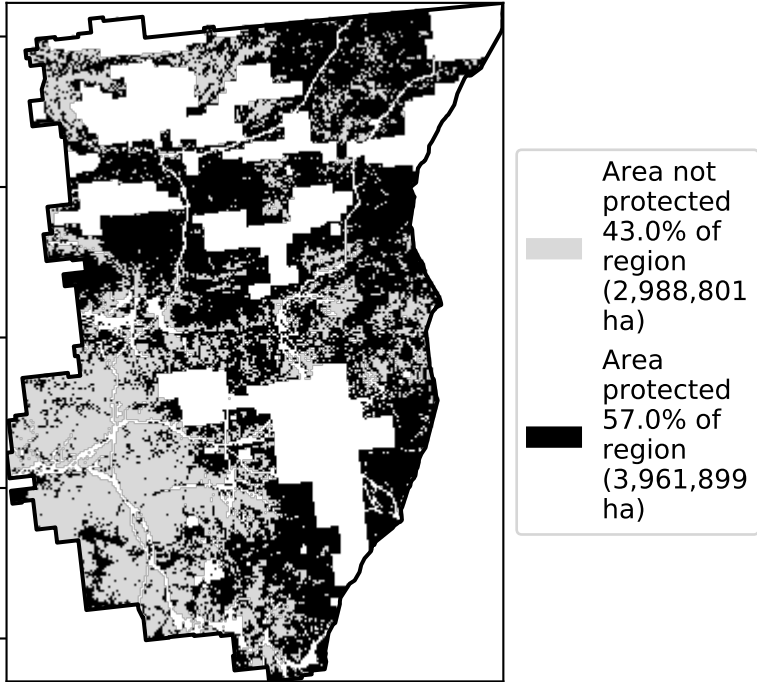 Area not
protected
43.0% of
region
(2,988,801
ha)
Area
protected
57.0% of
region
(3,961,899
ha)